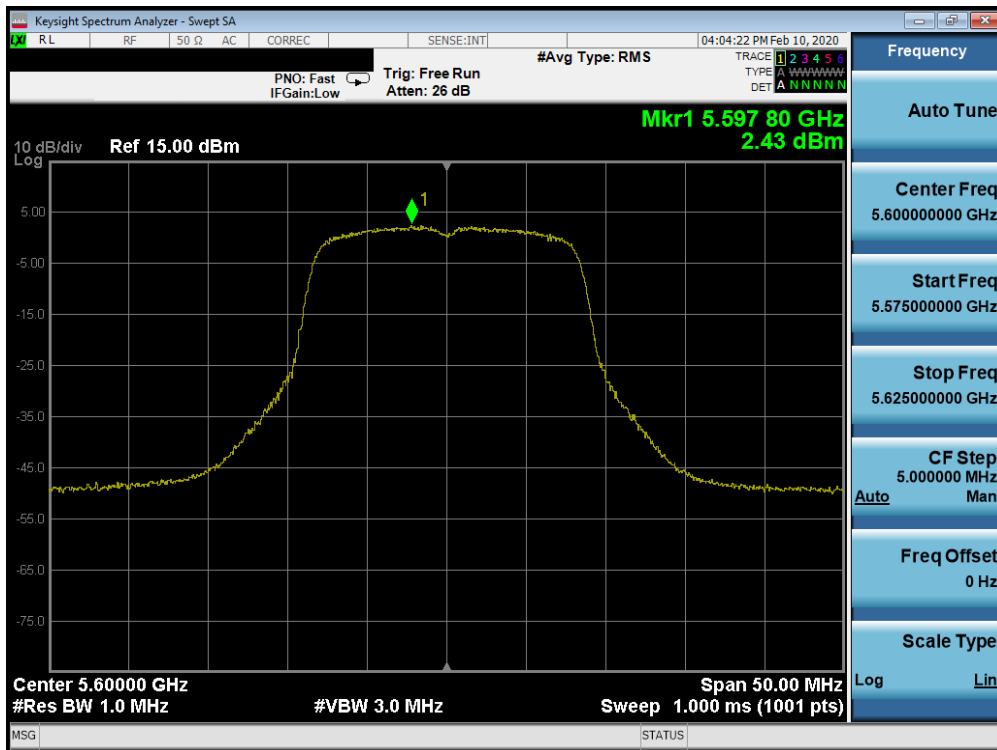 Keysight Spectrum Analyzer - Swept SA
LXI RL RF 50 Ω AC CORREC SENSE:INT 04:04:22 PM Feb 10, 2020
#Avg Type: RMS
TRACE 1 2 3 4 5 6
TYPE A WWWWW
DET A N N N N N
PNO: Fast
IFGain:Low
Trig: Free Run
Atten: 26 dB
Mkr1 5.597 80 GHz
2.43 dBm
10 dB/div Ref 15.00 dBm
Log
1
5.00
-5.00
-15.0
-25.0
-35.0
-45.0
-55.0
-65.0
-75.0
Center 5.60000 GHz Span 50.00 MHz
#Res BW 1.0 MHz #VBW 3.0 MHz Sweep 1.000 ms (1001 pts)
MSG STATUS
Frequency
Auto Tune
Center Freq
5.600000000 GHz
Start Freq
5.575000000 GHz
Stop Freq
5.625000000 GHz
CF Step
5.000000 MHz
Auto Man
Freq Offset
0 Hz
Scale Type
Log Lin